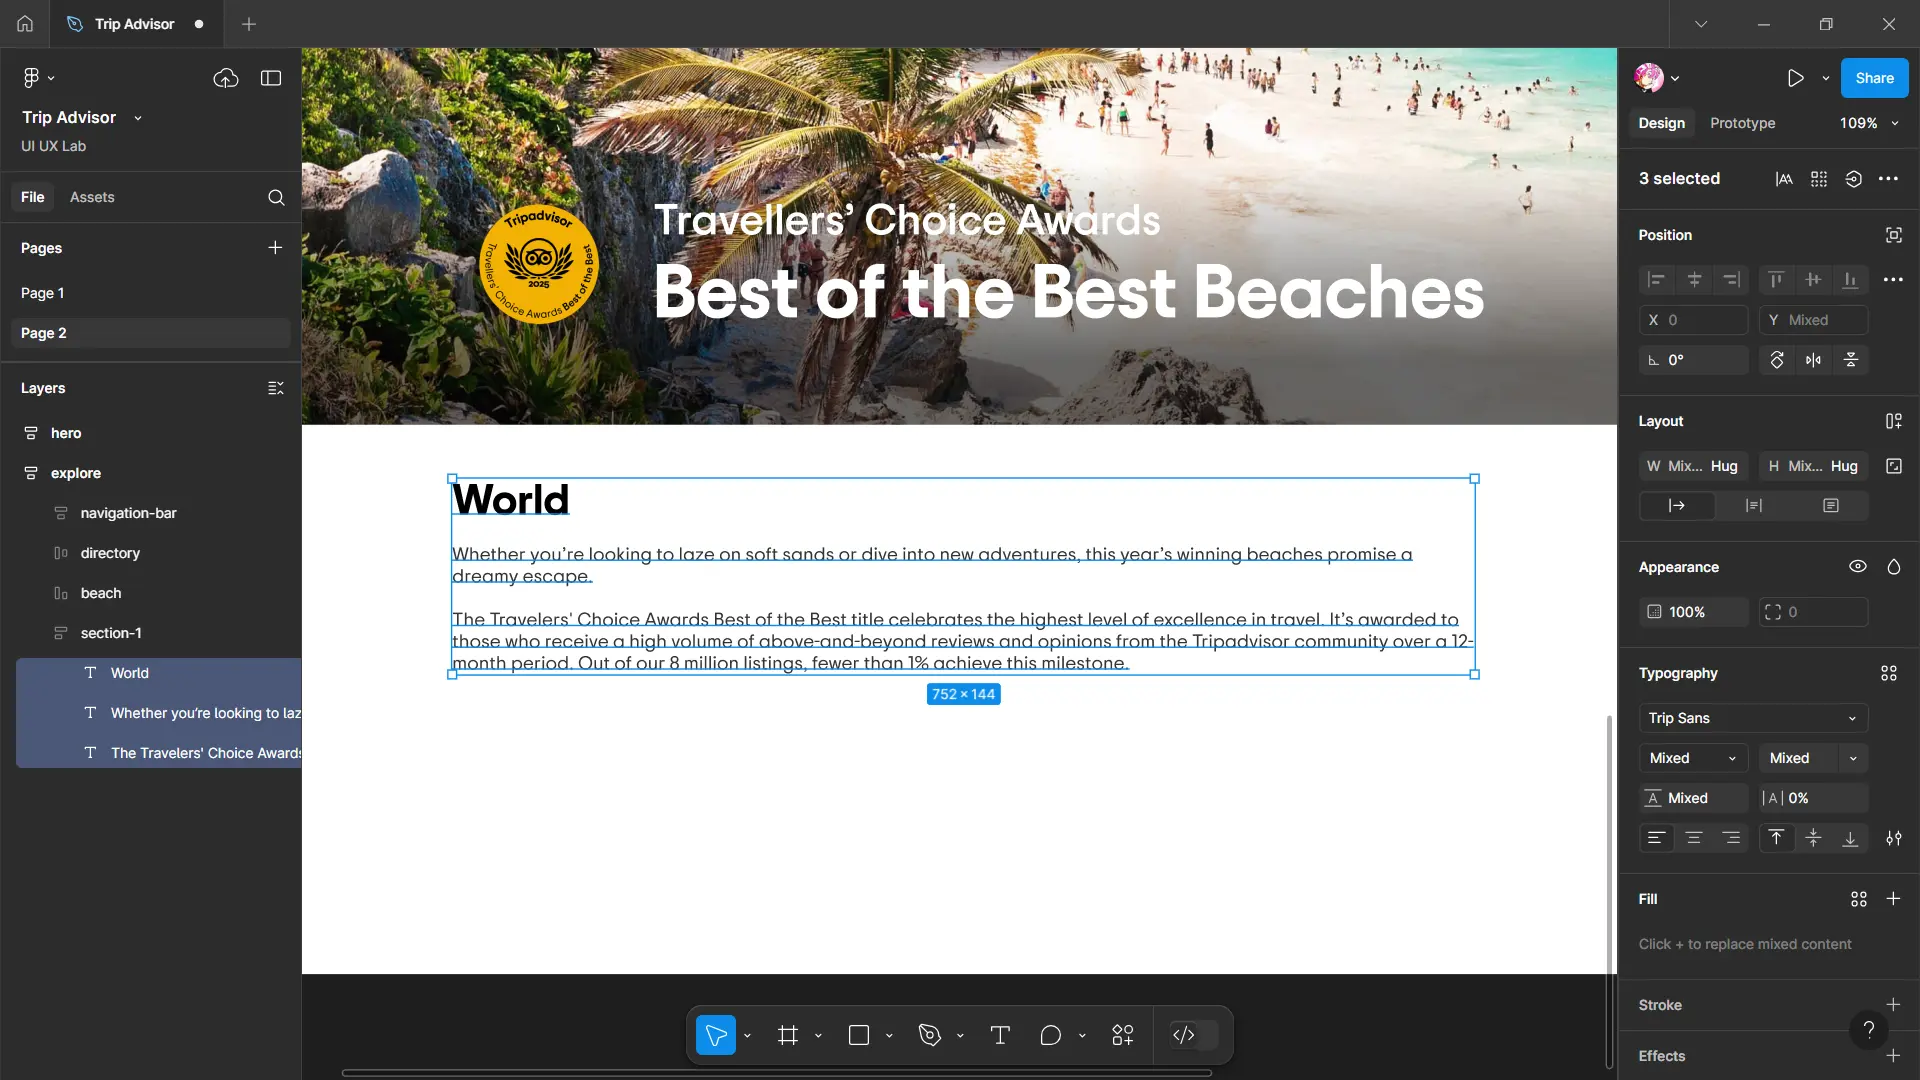 Trip Advisor
Trip Advisor
UI UX Lab
File
Assets
Pages
Page 1
Page 2
Layers
hero
explore
navigation-bar
directory
beach
section-1
World
Whether you’re looking to laz
The Travelers' Choice Awards
Tripadvisor
2025
Travellers’ Choice Awards Best of the Best
Travellers’ Choice Awards
Best of the Best Beaches
World
Whether you’re looking to laze on soft sands or dive into new adventures, this year’s winning beaches promise a
dreamy escape.
The Travelers' Choice Awards Best of the Best title celebrates the highest level of excellence in travel. It’s awarded to
those who receive a high volume of above-and-beyond reviews and opinions from the Tripadvisor community over a 12-
month period. Out of our 8 million listings, fewer than 1% achieve this milestone.
752 × 144
Share
Design
Prototype
109%
3 selected
Position
X 0
Y Mixed
0°
Layout
W Mix... Hug
H Mix... Hug
Appearance
100%
0
Typography
Trip Sans
Mixed
Mixed
Mixed
0%
Fill
Click + to replace mixed content
Stroke
Effects
?